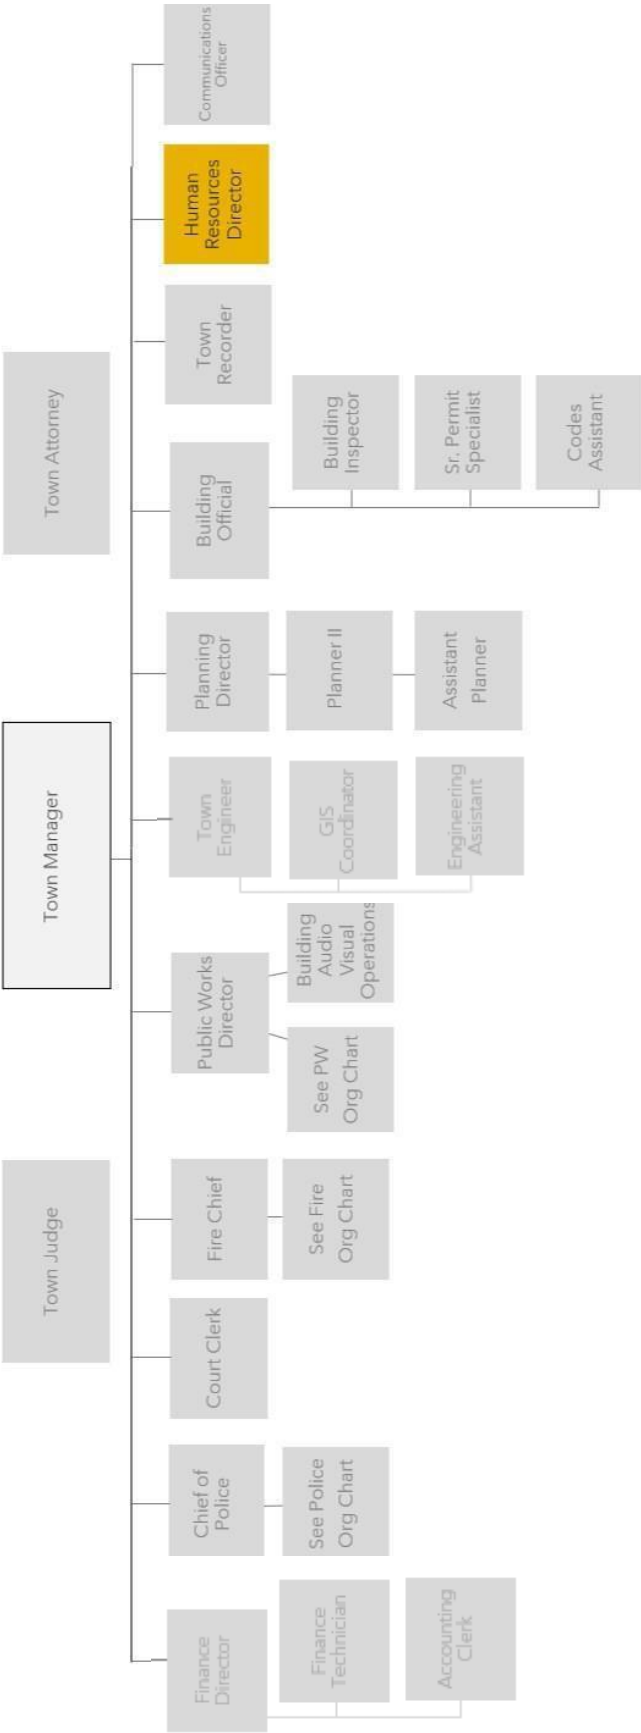 Town Judge
Town Manager
Town Attorney
Finance
Director
Chief of
Police
Court Clerk
Fire Chief
Public Works
Director
Town
Engineer
Planning
Director
Building
Official
Town
Recorder
Human
Resources
Director
Communications
Officer
Finance
Technician
See Police
Org Chart
See Fire
Org Chart
See PW
Org Chart
Building
Audio
Visual
Operations
GIS
Coordinator
Planner II
Building
Inspector
Accounting
Clerk
Engineering
Assistant
Assistant
Planner
Sr. Permit
Specialist
Codes
Assistant